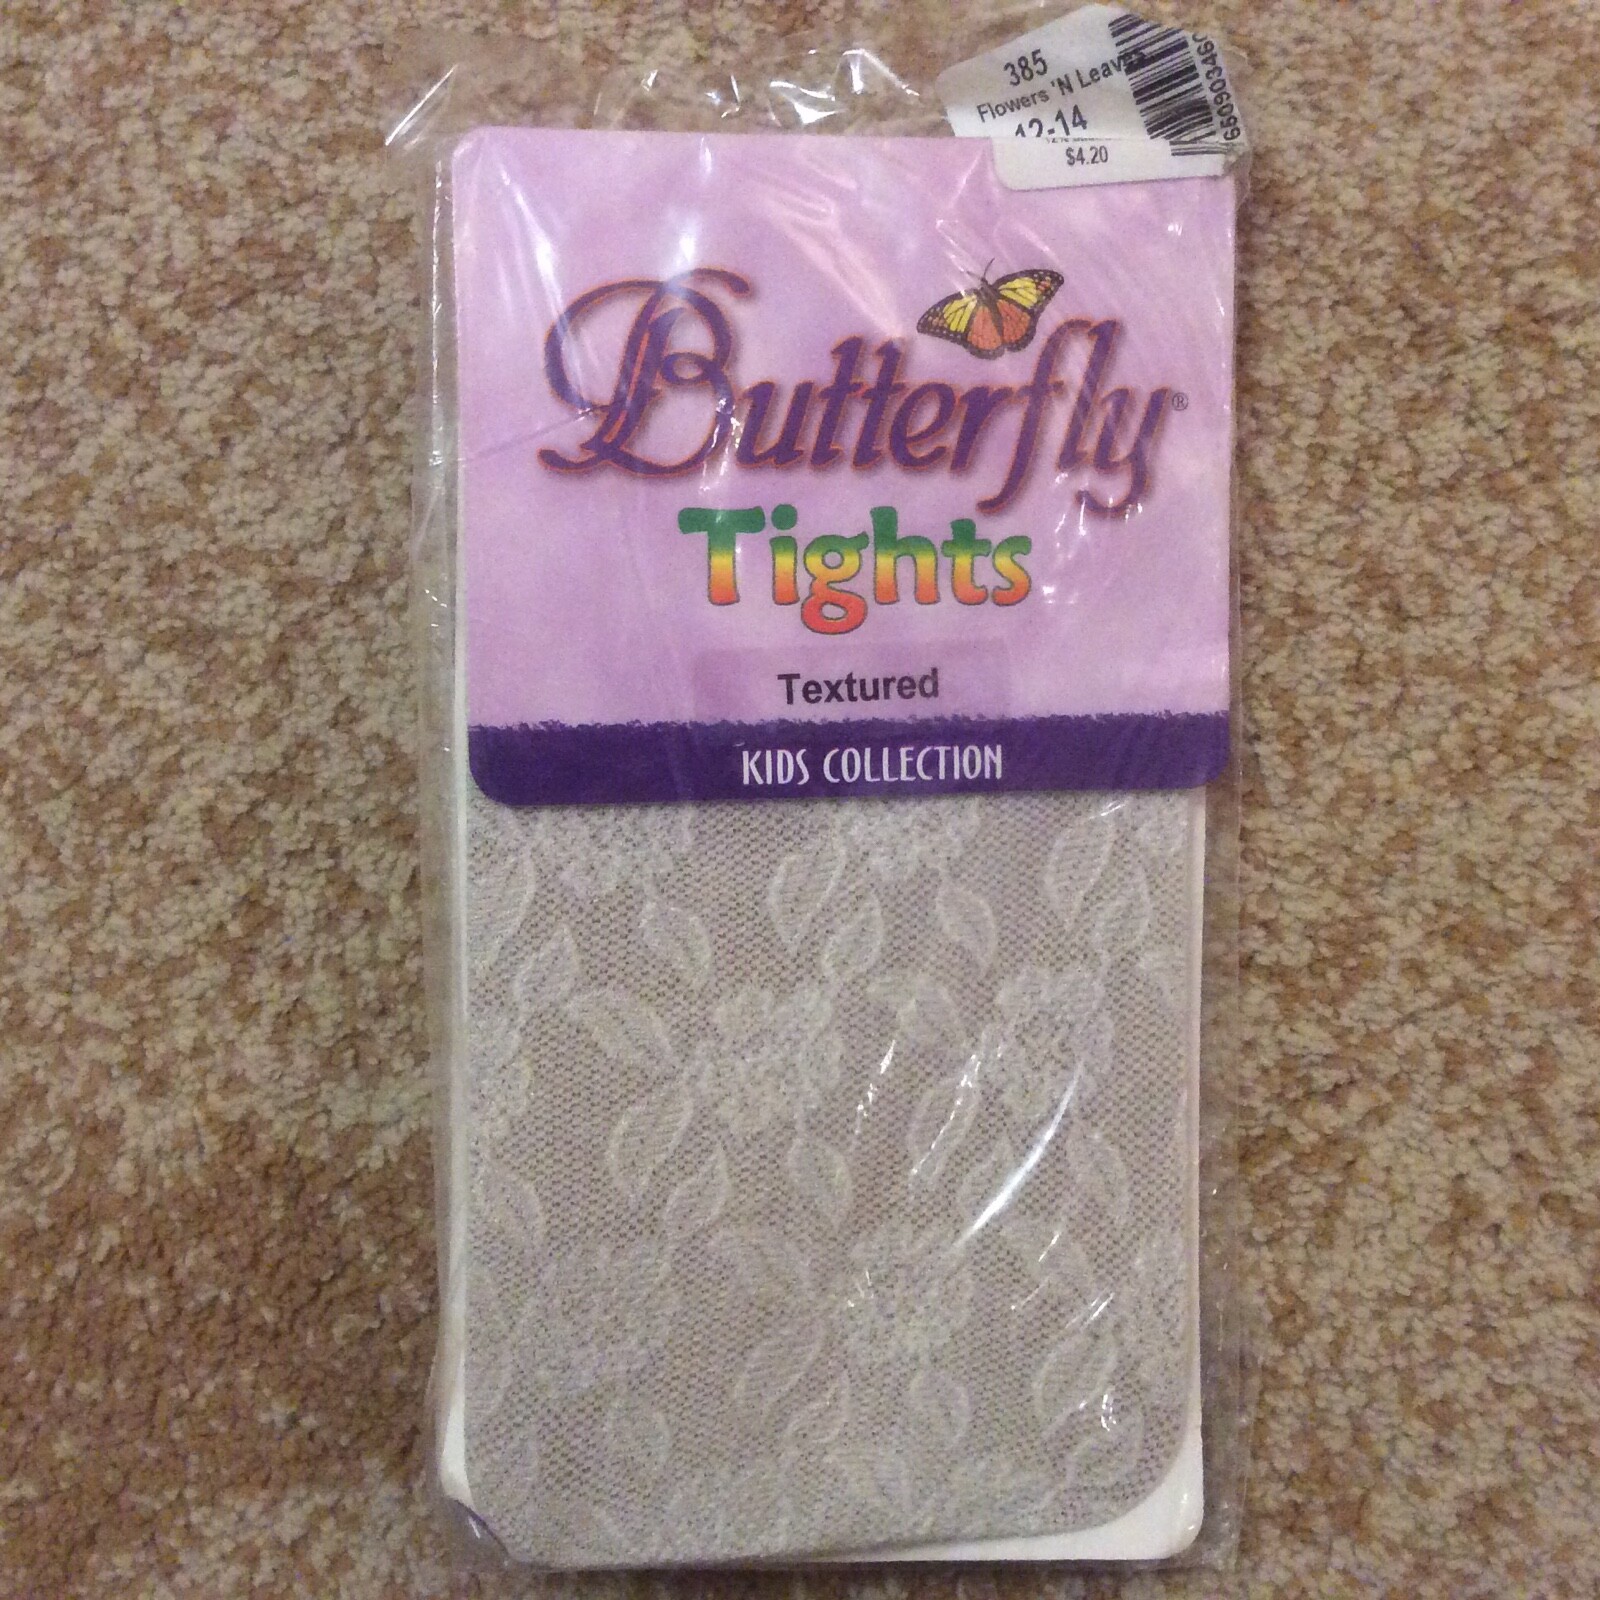 385
Flowers 'N Leaves
12-14
$4.20
Butterfly®
Tights
Textured
KIDS COLLECTION